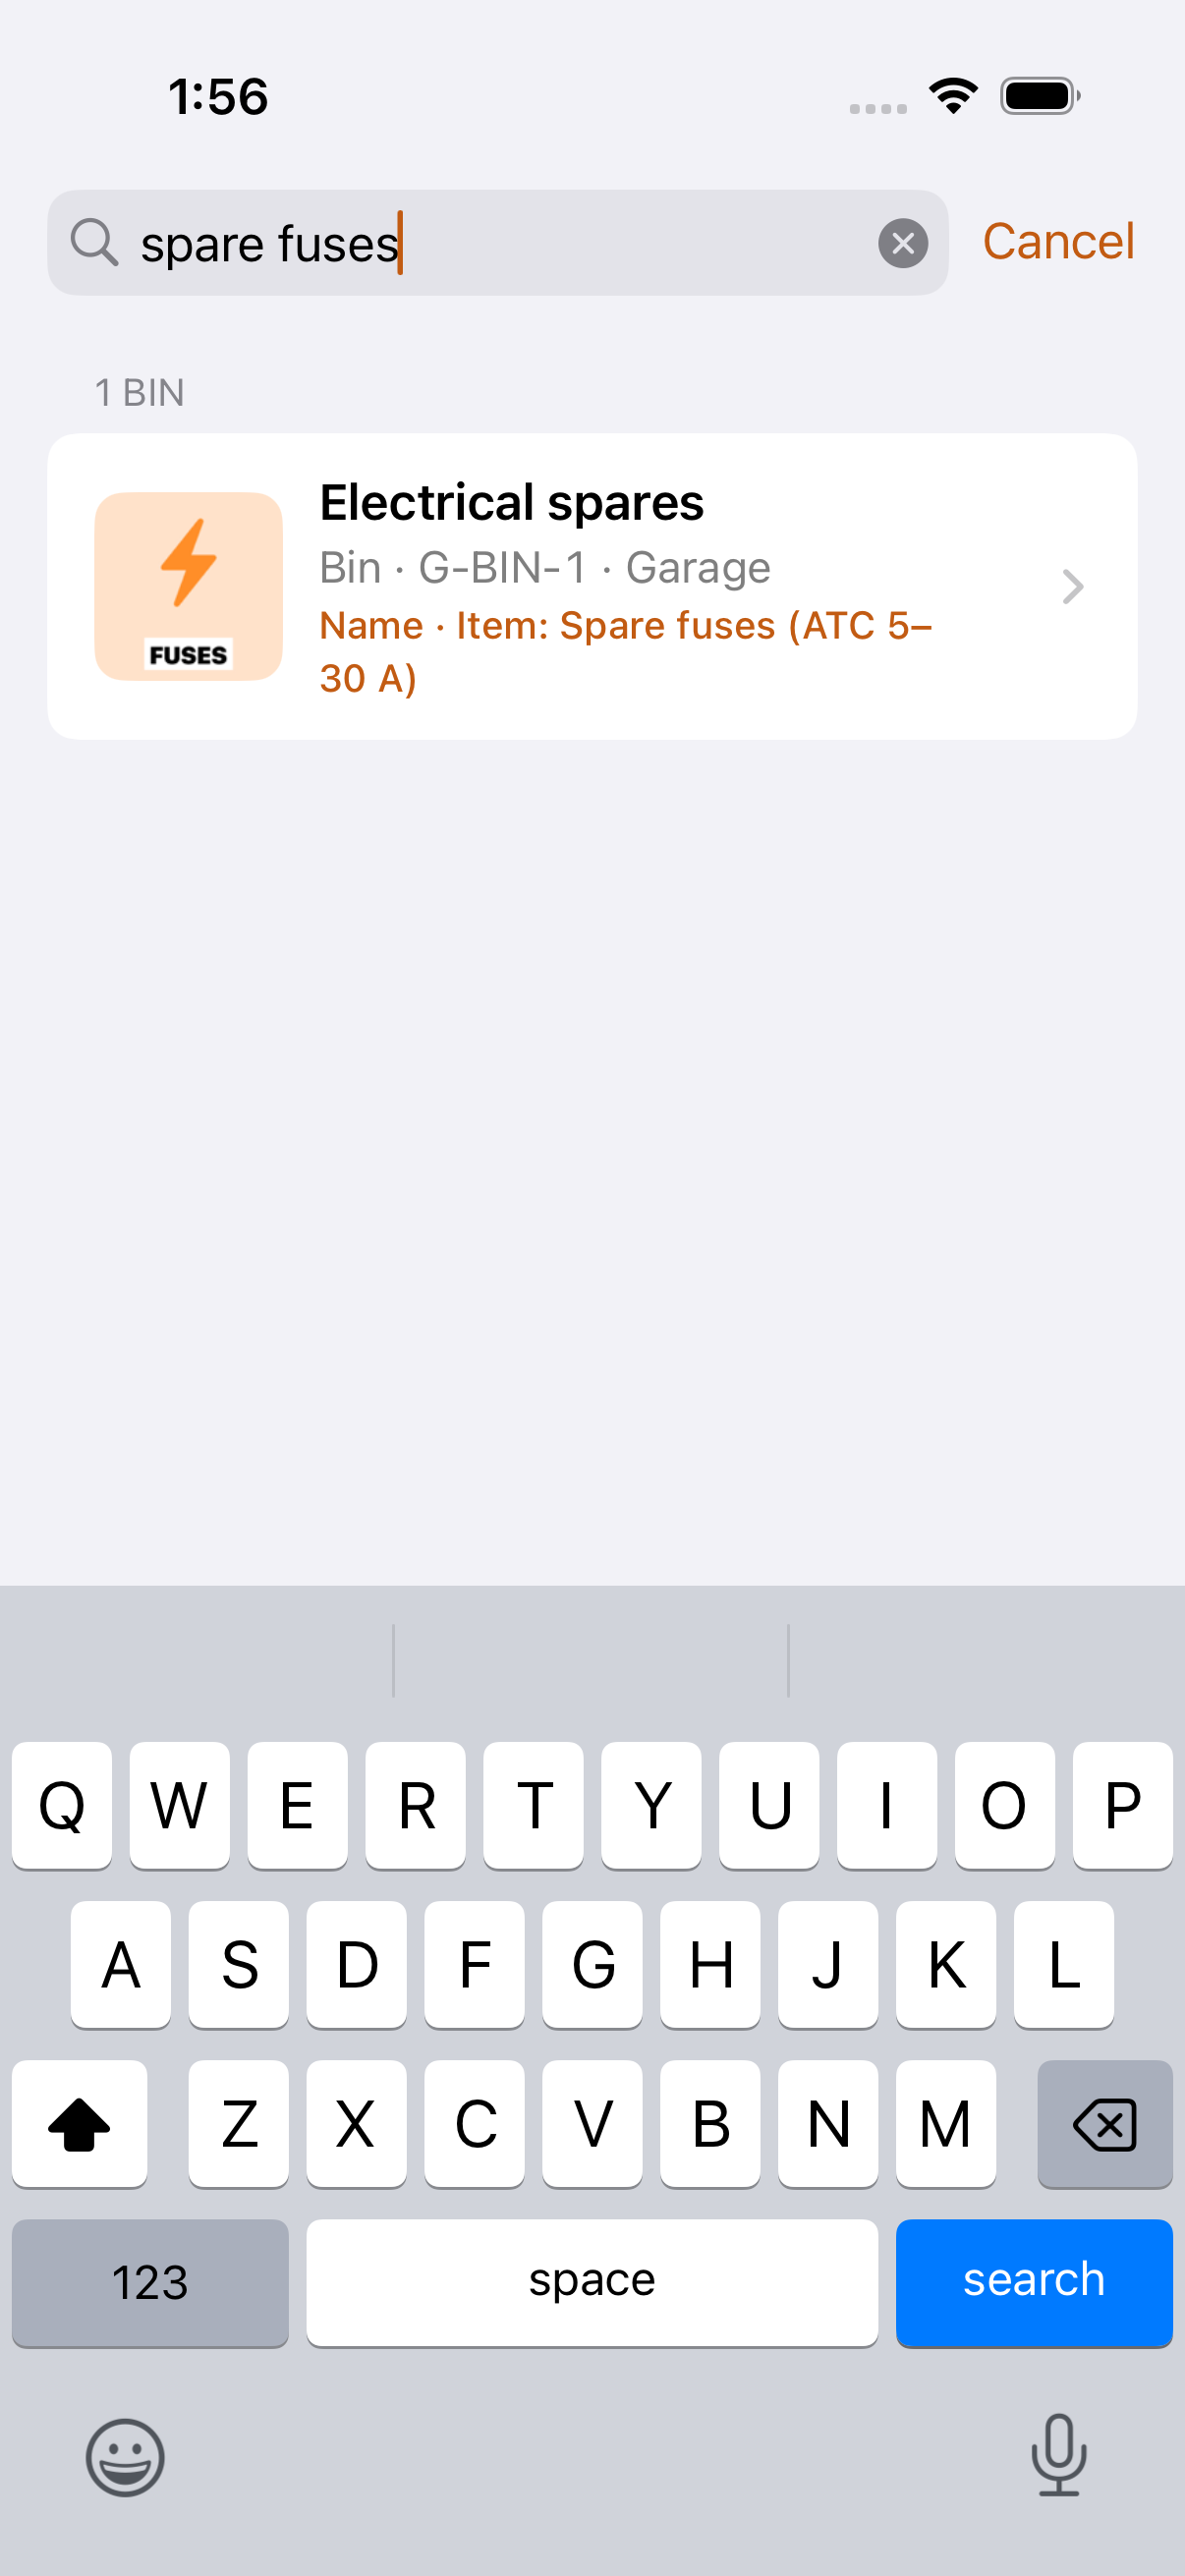 1:56
spare fuses
Cancel
1 BIN
Electrical spares
Bin · G-BIN-1 · Garage
Name · Item: Spare fuses (ATC 5–
30 A)
FUSES
Q W E R T Y U I O P
A S D F G H J K L
Z X C V B N M
123 space search